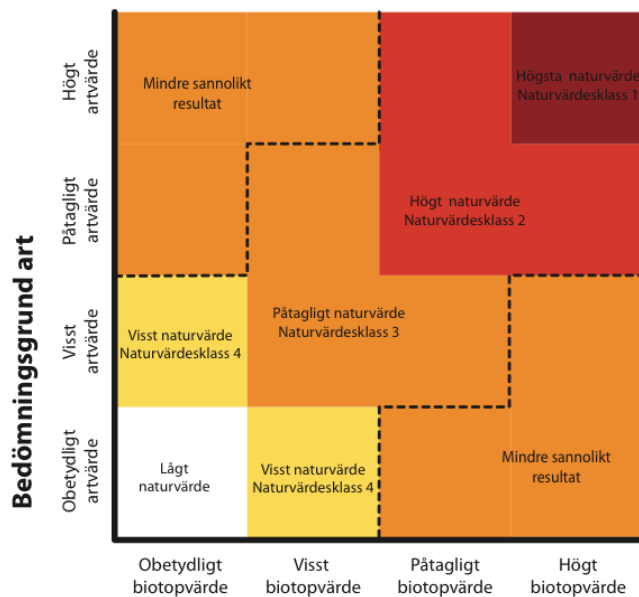 Bedömningsgrund art
Högt
artvärde
Påtagligt
artvärde
Visst
artvärde
Obetydligt
artvärde
Mindre sannolikt
resultat
Högsta naturvärde
Naturvärdesklass 1
Högt naturvärde
Naturvärdesklass 2
Påtagligt naturvärde
Naturvärdesklass 3
Visst naturvärde
Naturvärdesklass 4
Lågt
naturvärde
Visst naturvärde
Naturvärdesklass 4
Mindre sannolikt
resultat
Obetydligt
biotopvärde
Visst
biotopvärde
Påtagligt
biotopvärde
Högt
biotopvärde